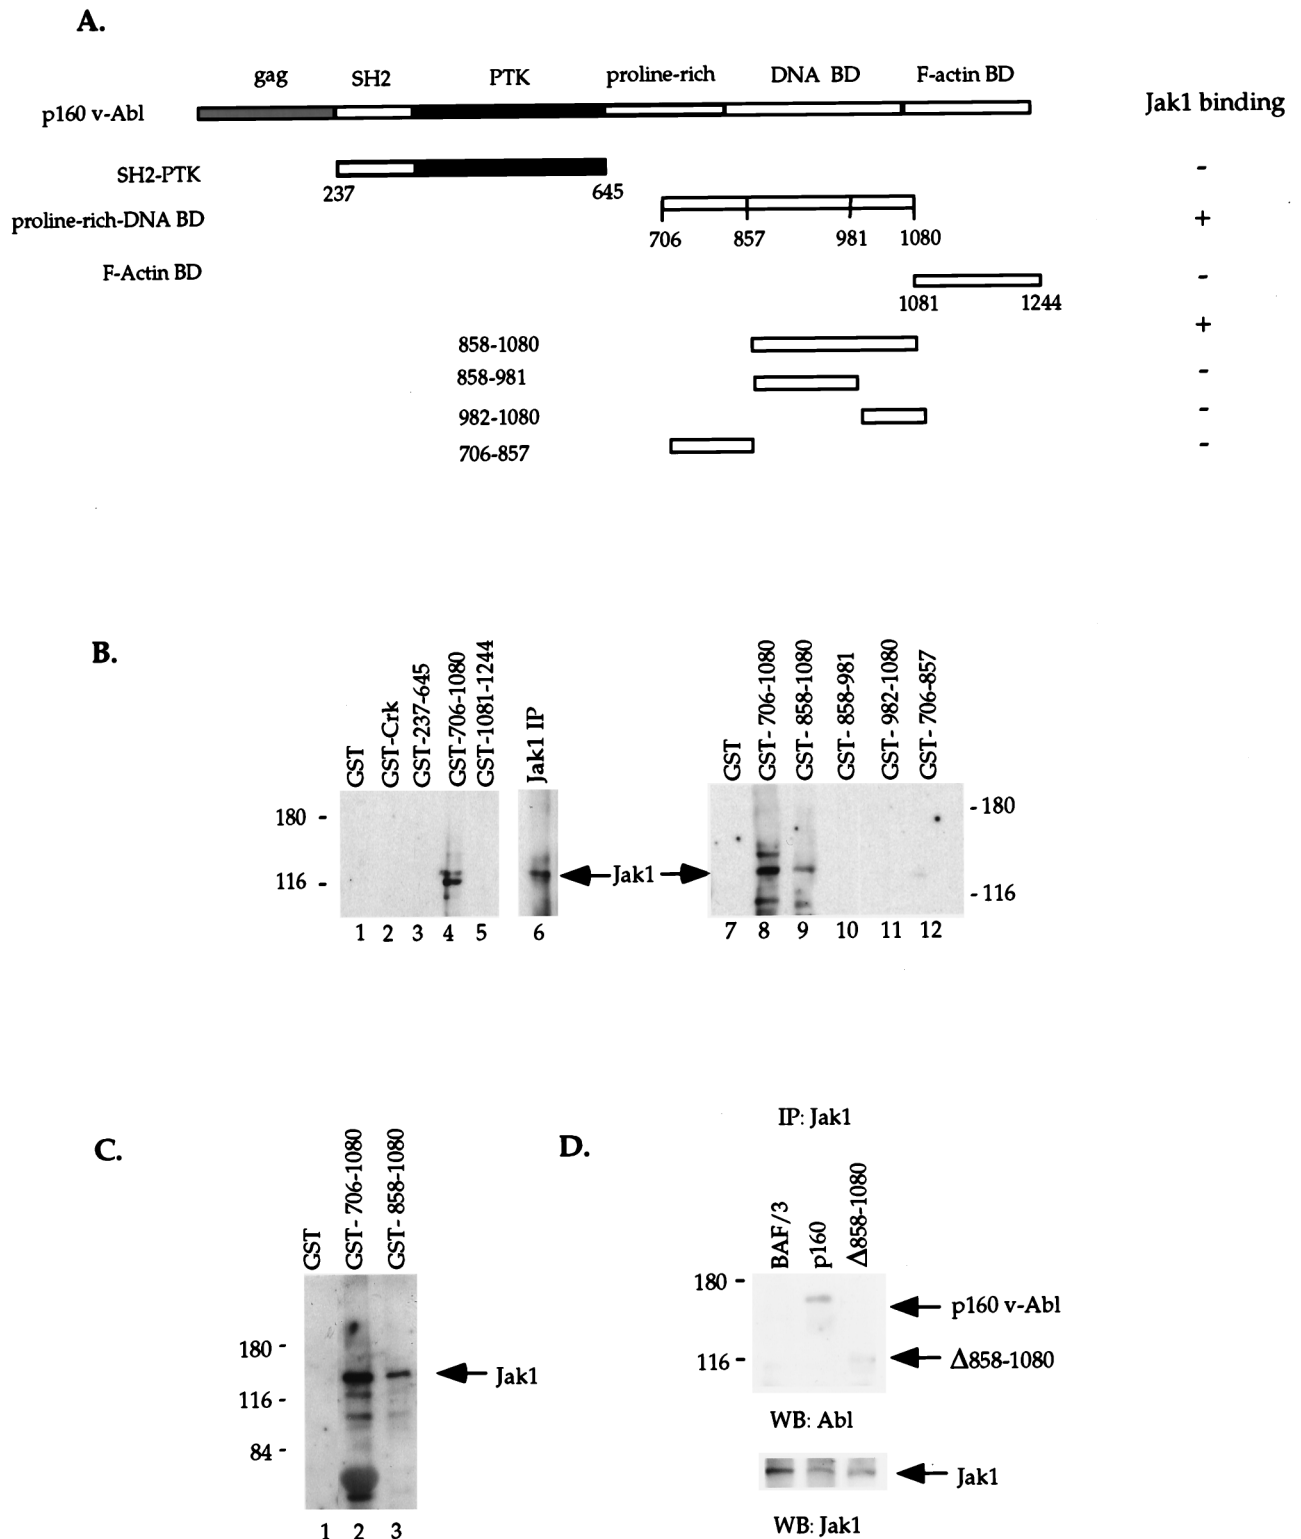 A.
gag SH2 PTK proline-rich DNA BD F-actin BD
p160 v-Abl
Jak1 binding
SH2-PTK
237 645
-
proline-rich-DNA BD
706 857 981 1080
+
F-Actin BD
1081 1244
-
858-1080
+
858-981
-
982-1080
-
706-857
-
B.
GST
GST-Crk
GST-237-645
GST-706-1080
GST-1081-1244
Jak1 IP
GST
GST- 706-1080
GST- 858-1080
GST- 858-981
GST- 982-1080
GST- 706-857
180 -
116 -
Jak1
- 180
- 116
1 2 3 4 5 6 7 8 9 10 11 12
C.
GST
GST- 706-1080
GST- 858-1080
180 -
116 -
84 -
Jak1
1 2 3
D.
IP: Jak1
BAF/3
p160
Δ858-1080
180 -
116 -
p160 v-Abl
Δ858-1080
WB: Abl
Jak1
WB: Jak1